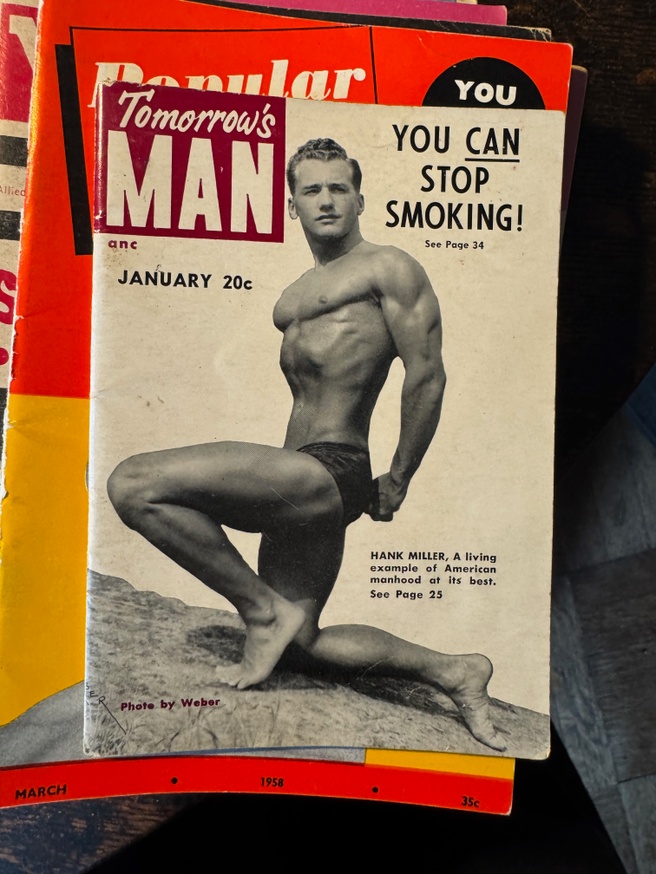 Popular
YOU
Tomorrow's
MAN
anc
JANUARY 20c
YOU CAN
STOP
SMOKING!
See Page 34
HANK MILLER, A living
example of American
manhood at its best.
See Page 25
Photo by Weber
MARCH
1958
35c
Allied